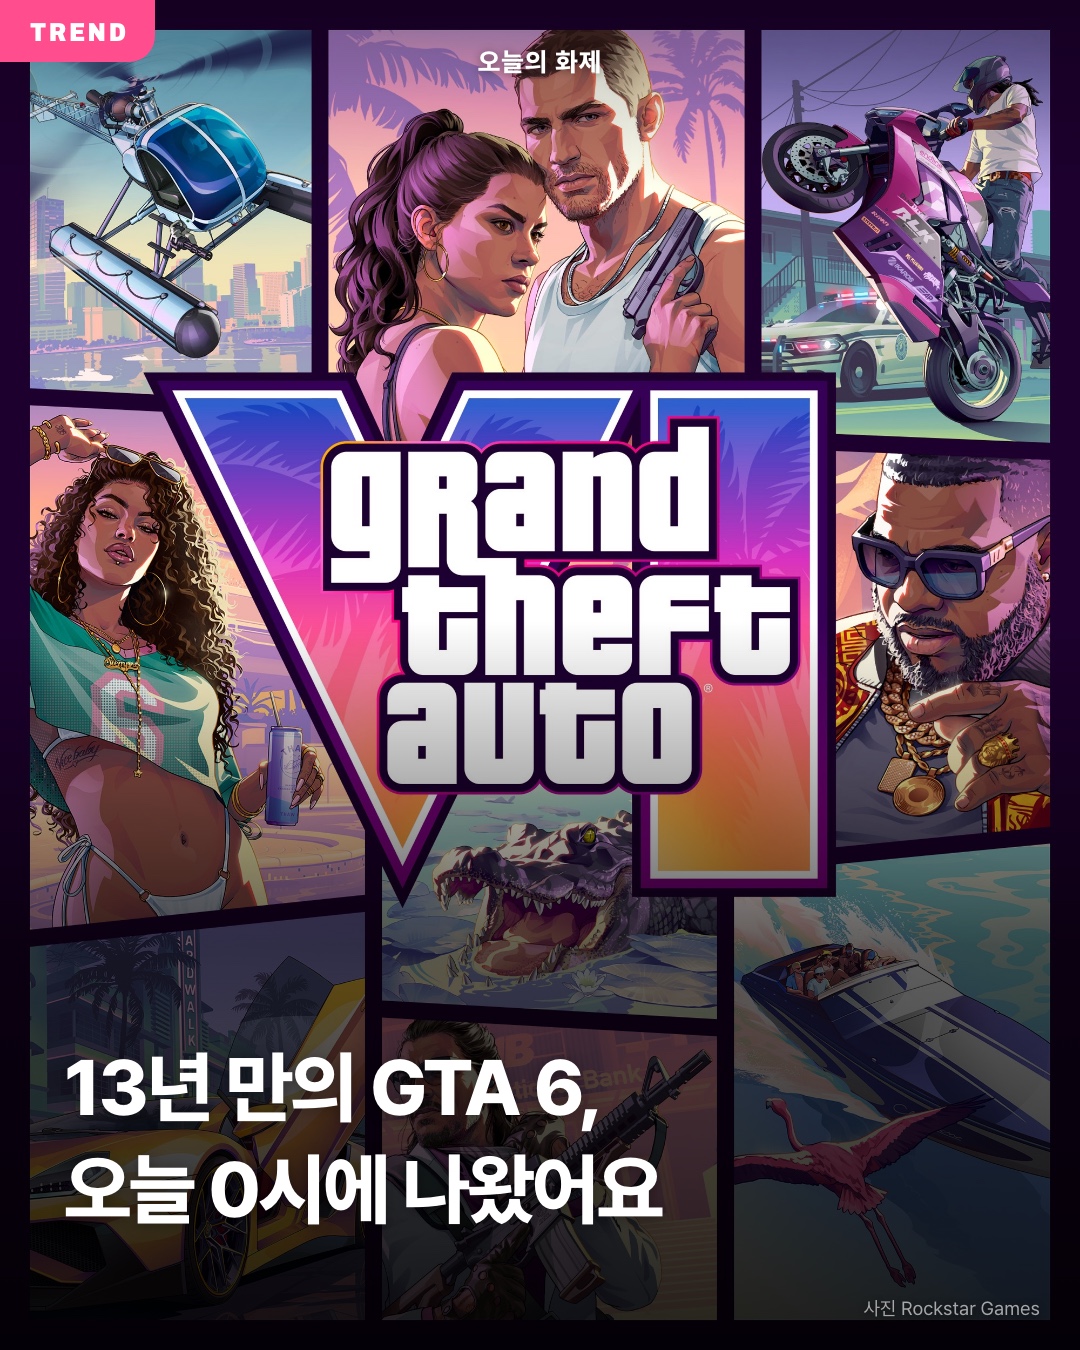 TREND
오늘의 화제
VI
grand
theft
auto
®
13년 만의 GTA 6,
오늘 0시에 나왔어요
사진 Rockstar Games